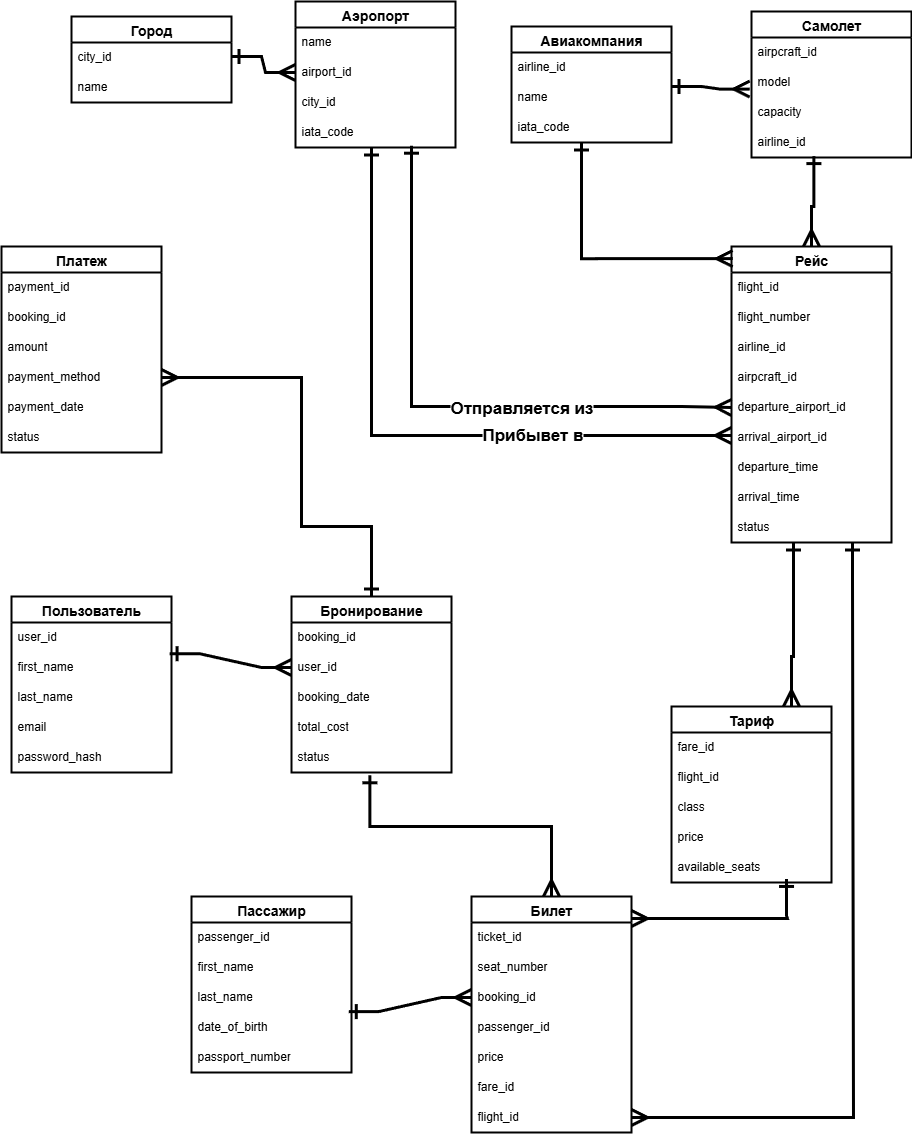 Город
city_id
name
Аэропорт
name
airport_id
city_id
iata_code
Авиакомпания
airline_id
name
iata_code
Самолет
airpcraft_id
model
capacity
airline_id
Платеж
payment_id
booking_id
amount
payment_method
payment_date
status
Рейс
flight_id
flight_number
airline_id
airpcraft_id
departure_airport_id
arrival_airport_id
departure_time
arrival_time
status
Отправляется из
Прибывет в
Пользователь
user_id
first_name
last_name
email
password_hash
Бронирование
booking_id
user_id
booking_date
total_cost
status
Тариф
fare_id
flight_id
class
price
available_seats
Пассажир
passenger_id
first_name
last_name
date_of_birth
passport_number
Билет
ticket_id
seat_number
booking_id
passenger_id
price
fare_id
flight_id